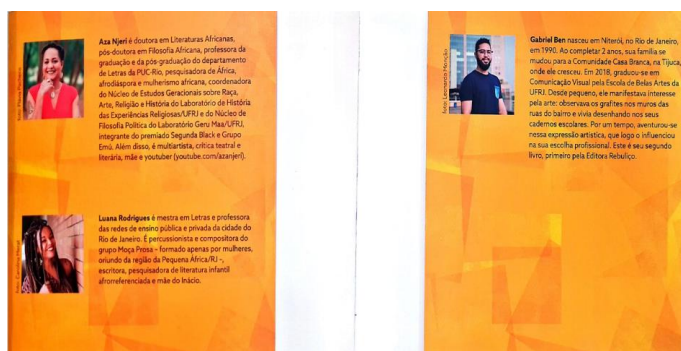 Aza Njeri é doutora em Literaturas Africanas,
pós-doutora em Filosofia Africana, professora da
graduação e da pós-graduação do departamento
de Letras da PUC-Rio, pesquisadora de África,
afrodiáspora e mulherismo africana, coordenadora
do Núcleo de Estudos Geracionais sobre Raça,
Arte, Religião e História do Laboratório de História
das Experiências Religiosas/UFRJ e do Núcleo de
Filosofia Política do Laboratório Geru Maa/UFRJ,
integrante do premiado Segunda Black e Grupo
Emú. Além disso, é multiartista, crítica teatral e
literária, mãe e youtuber (youtube.com/azanjeri).
Luana Rodrigues é mestra em Letras e professora
das redes de ensino pública e privada da cidade do
Rio de Janeiro. É percussionista e compositora do
grupo Moça Prosa – formado apenas por mulheres,
oriundo da região da Pequena África/RJ –,
escritora, pesquisadora de literatura infantil
afrorreferenciada e mãe do Inácio.
foto: Leonardo Menção
Gabriel Ben nasceu em Niterói, no Rio de Janeiro,
em 1990. Ao completar 2 anos, sua família se
mudou para a Comunidade Casa Branca, na Tijuca,
onde ele cresceu. Em 2018, graduou-se em
Comunicação Visual pela Escola de Belas Artes da
UFRJ. Desde pequeno, ele manifestava interesse
pela arte: observava os grafites nos muros das
ruas do bairro e vivia desenhando nos seus
cadernos escolares. Por um tempo, aventurou-se
nessa expressão artística, que logo o influenciou
na sua escolha profissional. Este é seu segundo
livro, primeiro pela Editora Rebuliço.